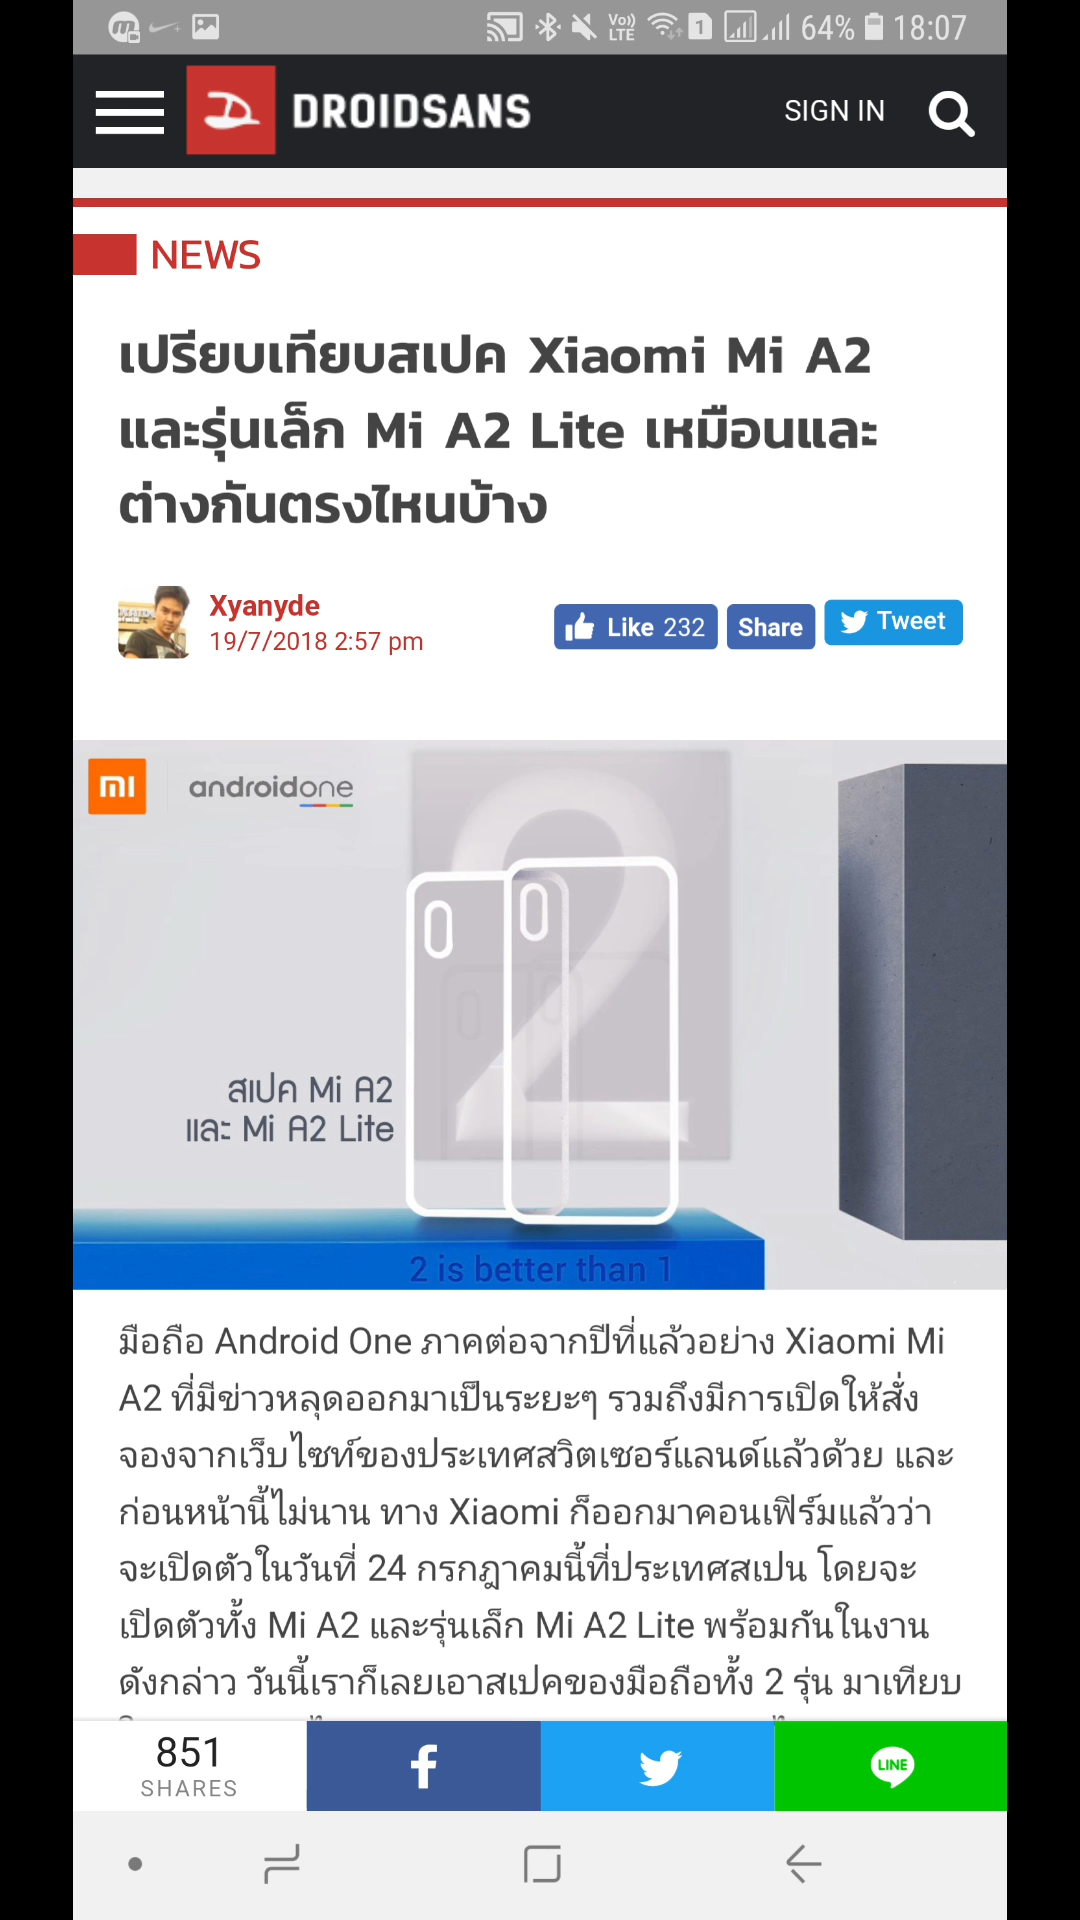 Vo)) LTE 1 64% 18:07
DROIDSANS SIGN IN
NEWS
เปรียบเทียบสเปค Xiaomi Mi A2
และรุ่นเล็ก Mi A2 Lite เหมือนและ
ต่างกันตรงไหนบ้าง
Xyanyde
19/7/2018 2:57 pm
Like 232 Share Tweet
MI androidone
2
สเปค Mi A2
และ Mi A2 Lite
2 is better than 1
มือถือ Android One ภาคต่อจากปีที่แล้วอย่าง Xiaomi Mi
A2 ที่มีข่าวหลุดออกมาเป็นระยะๆ รวมถึงมีการเปิดให้สั่ง
จองจากเว็บไซท์ของประเทศสวิตเซอร์แลนด์แล้วด้วย และ
ก่อนหน้านี้ไม่นาน ทาง Xiaomi ก็ออกมาคอนเฟิร์มแล้วว่า
จะเปิดตัวในวันที่ 24 กรกฎาคมนี้ที่ประเทศสเปน โดยจะ
เปิดตัวทั้ง Mi A2 และรุ่นเล็ก Mi A2 Lite พร้อมกันในงาน
ดังกล่าว วันนี้เราก็เลยเอาสเปคของมือถือทั้ง 2 รุ่น มาเทียบ
851
SHARES
LINE